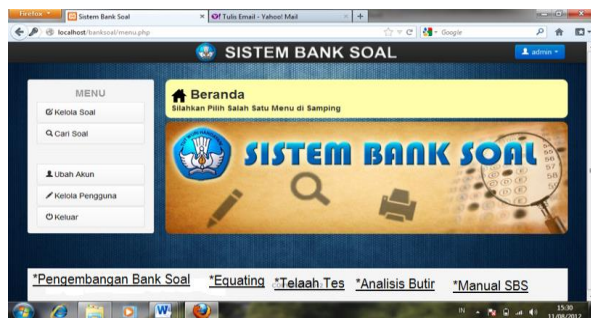 Firefox
Sistem Bank Soal
Tulis Email - Yahoo! Mail
localhost/banksoal/menu.php
Google
SISTEM BANK SOAL
admin
MENU
Kelola Soal
Cari Soal
Ubah Akun
Kelola Pengguna
Keluar
Beranda
Silahkan Pilih Salah Satu Menu di Samping
SISTEM BANK SOAL
*Pengembangan Bank Soal *Equating *Telaah Tes *Analisis Butir *Manual SBS
IN
15:30
11/08/2012